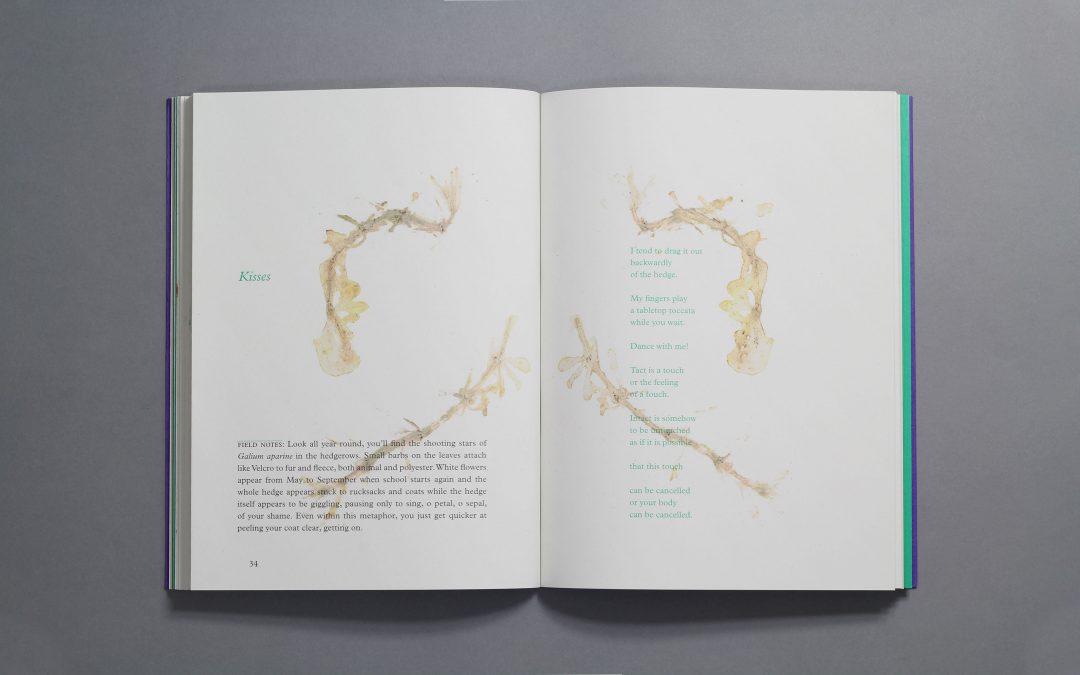 Kisses
FIELD NOTES: Look all year round, you'll find the shooting stars of
Galium aparine in the hedgerows. Small barbs on the leaves attach
like Velcro to fur and fleece, both animal and polyester. White flowers
appear from May to September when school starts again and the
whole hedge appears stuck to rucksacks and coats while the hedge
itself appears to be giggling, pausing only to sing, o petal, o sepal,
of your shame. Even within this metaphor, you just get quicker at
peeling your coat clear, getting on.
34
I tend to drag it out
backwardly
of the hedge.
My fingers play
a tabletop toccata
while you wait.
Dance with me!
Tact is a touch
or the feeling
of a touch.
Intact is somehow
to be untouched
as if it is possible
that this touch
can be cancelled
or your body
can be cancelled.